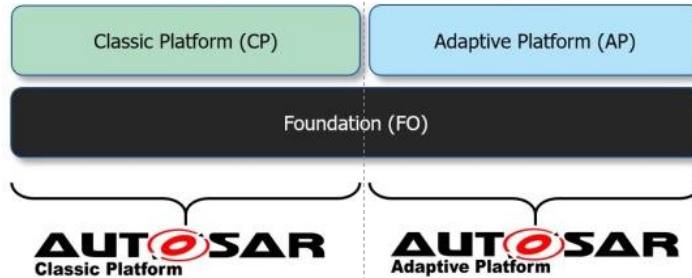 Classic Platform (CP)
Adaptive Platform (AP)
Foundation (FO)
AUTOSAR
Classic Platform
AUTOSAR
Adaptive Platform